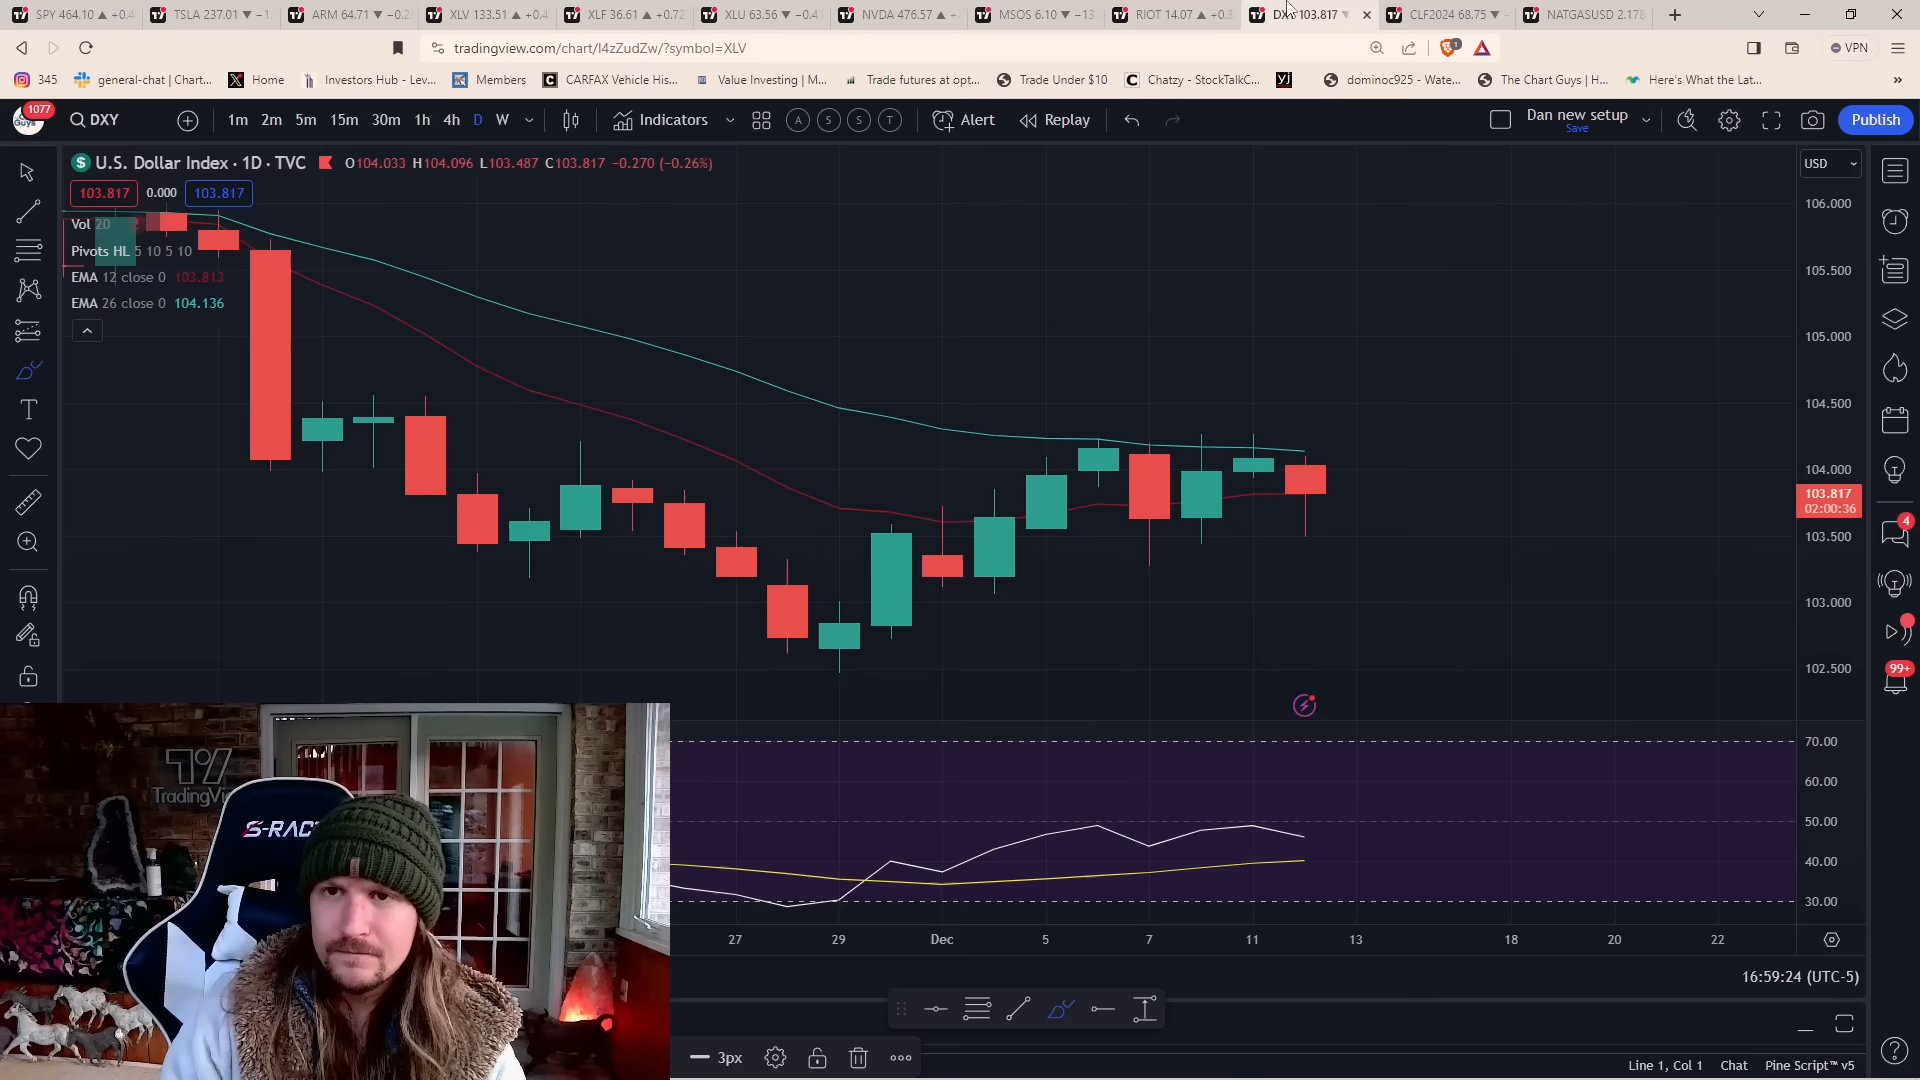 SPY 464.10 ▲ +0.4
TSLA 237.01 ▼ −1
ARM 64.71 ▼ −0.2
XLV 133.51 ▲ +0.4
XLF 36.61 ▲ +0.72
XLU 63.56 ▼ −0.41
NVDA 476.57 ▲ +
MSOS 6.10 ▼ −13
RIOT 14.07 ▲ +0.3
103.817 ▼
CLF2024 68.75 ▼ −
NATGASUSD 2.178
tradingview.com/chart/I4zZudZw/?symbol=XLV
1
VPN
345
general-chat | Chart...
Home
Investors Hub - Lev...
Members
CARFAX Vehicle His...
Value Investing | M...
Trade futures at opt...
Trade Under $10
Chatzy - StockTalkC...
dominoc925 - Wate...
The Chart Guys | H...
Here's What the Lat...
»
1077
Guys
DXY
1m 2m 5m 15m 30m 1h 4h D W
Indicators
A S S T
Alert
Replay
Dan new setup
Save
Publish
U.S. Dollar Index · 1D · TVC
O104.033 H104.096 L103.487 C103.817 −0.270 (−0.26%)
USD
103.817 0.000 103.817
Vol 20
Pivots HL 5 10 5 10
EMA 12 close 0 103.813
EMA 26 close 0 104.136
106.000
105.500
105.000
104.500
104.000
103.817
02:00:36
103.500
103.000
102.500
4
99+
70.00
60.00
50.00
40.00
30.00
TradingVi
S-RAC
27 29 Dec 5 7 11 13 18 20 22
16:59:24 (UTC-5)
3px
Line 1, Col 1 Chat Pine Script™ v5